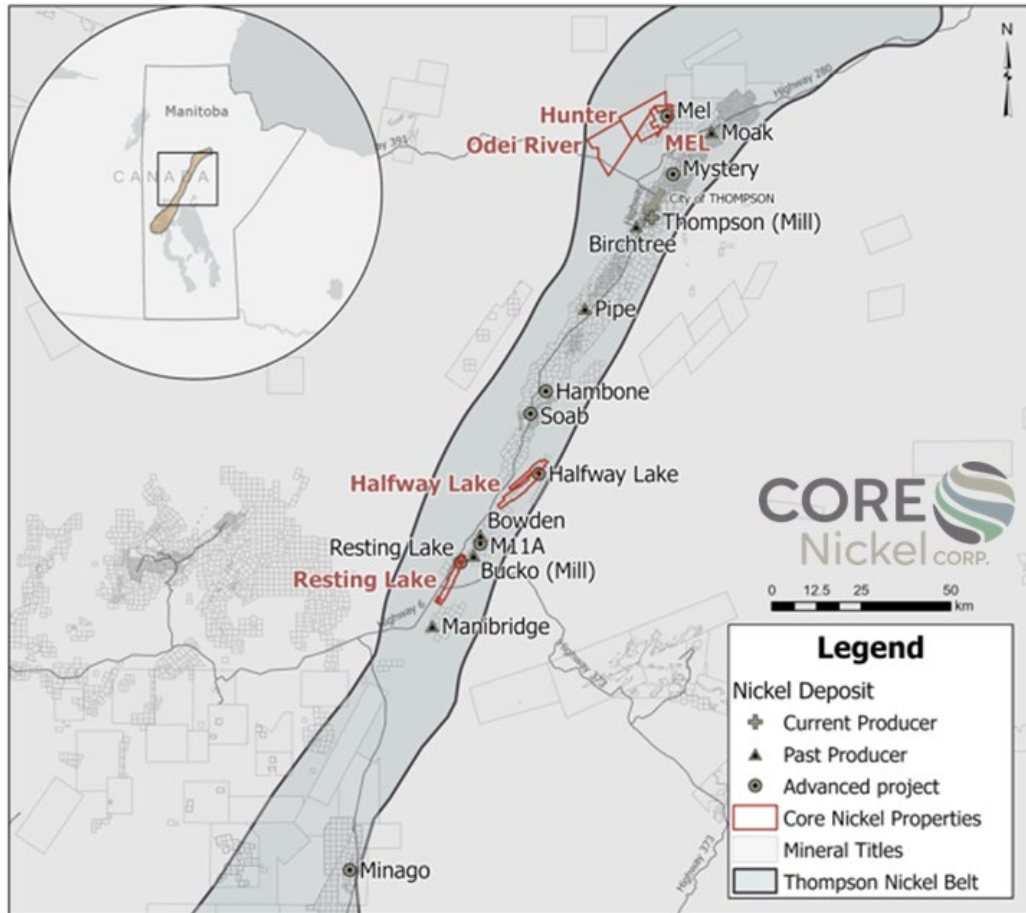 Manitoba
CANADA
N
Highway 280
Hunter
Mel
Odei River
MEL
Moak
391
Mystery
City of THOMPSON
Thompson (Mill)
Birchtree
Pipe
Hambone
Soab
Halfway Lake
Halfway Lake
CORE
Nickel CORP.
Bowden
Resting Lake
M11A
Resting Lake
Bucko (Mill)
0 12.5 25 50
km
Highway 6
Manibridge
Highway 373
Highway 373
Minago
Legend
Nickel Deposit
Current Producer
Past Producer
Advanced project
Core Nickel Properties
Mineral Titles
Thompson Nickel Belt